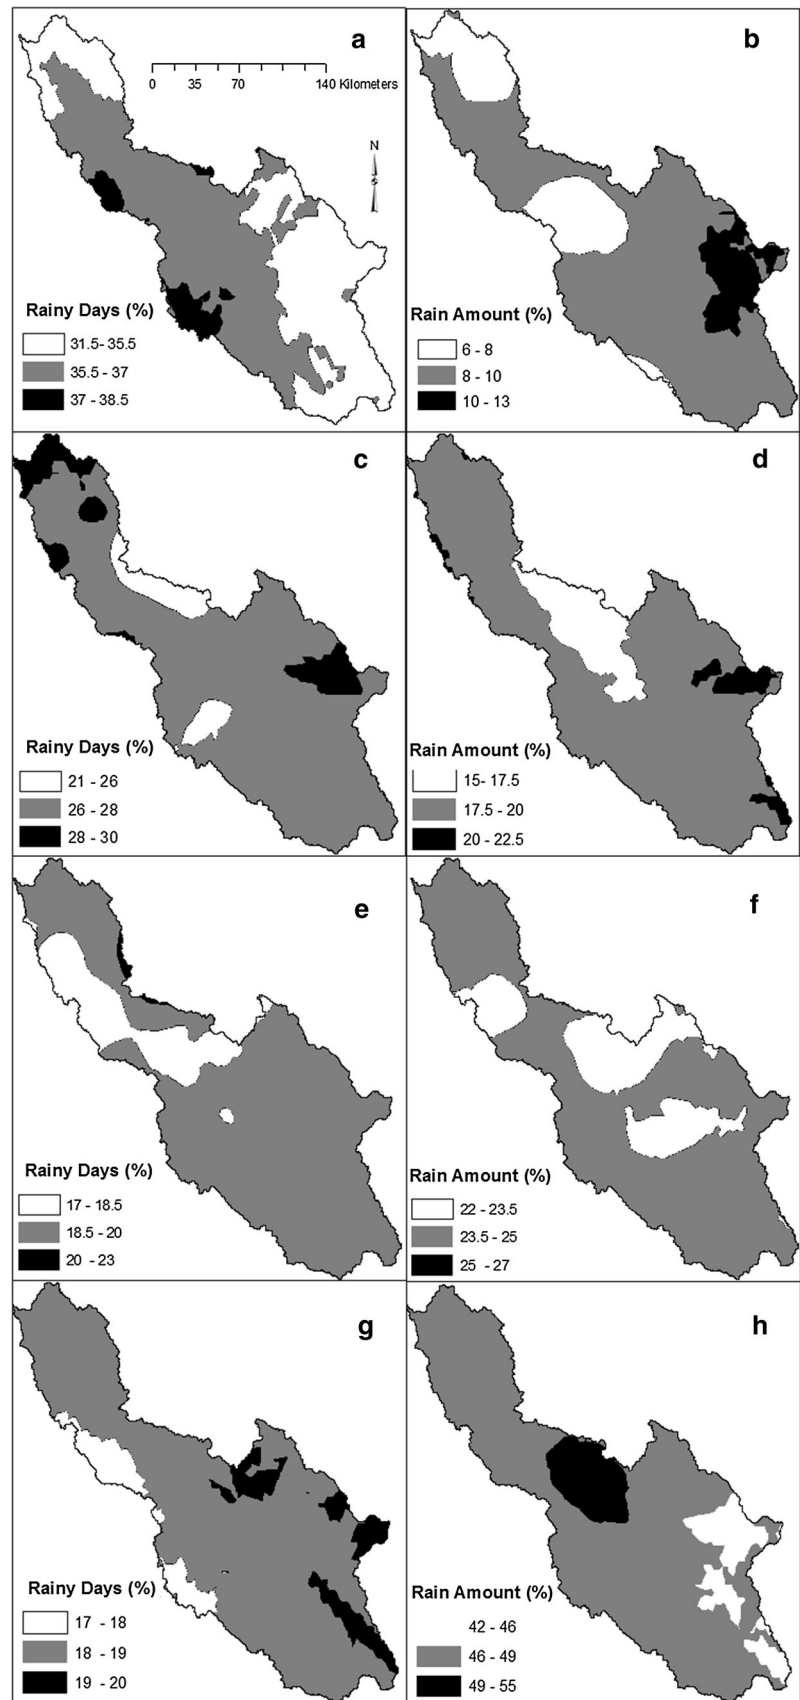 a
0 35 70 140 Kilometers
N
Rainy Days (%)
31.5- 35.5
35.5 - 37
37 - 38.5
b
Rain Amount (%)
6 - 8
8 - 10
10 - 13
c
Rainy Days (%)
21 - 26
26 - 28
28 - 30
d
Rain Amount (%)
15- 17.5
17.5 - 20
20 - 22.5
e
Rainy Days (%)
17 - 18.5
18.5 - 20
20 - 23
f
Rain Amount (%)
22 - 23.5
23.5 - 25
25 - 27
g
Rainy Days (%)
17 - 18
18 - 19
19 - 20
h
Rain Amount (%)
42 - 46
46 - 49
49 - 55